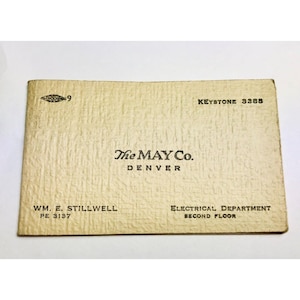 9
KEYSTONE 3388
The MAY Co.
DENVER
WM. E. STILLWELL
PE 3137
ELECTRICAL DEPARTMENT
SECOND FLOOR